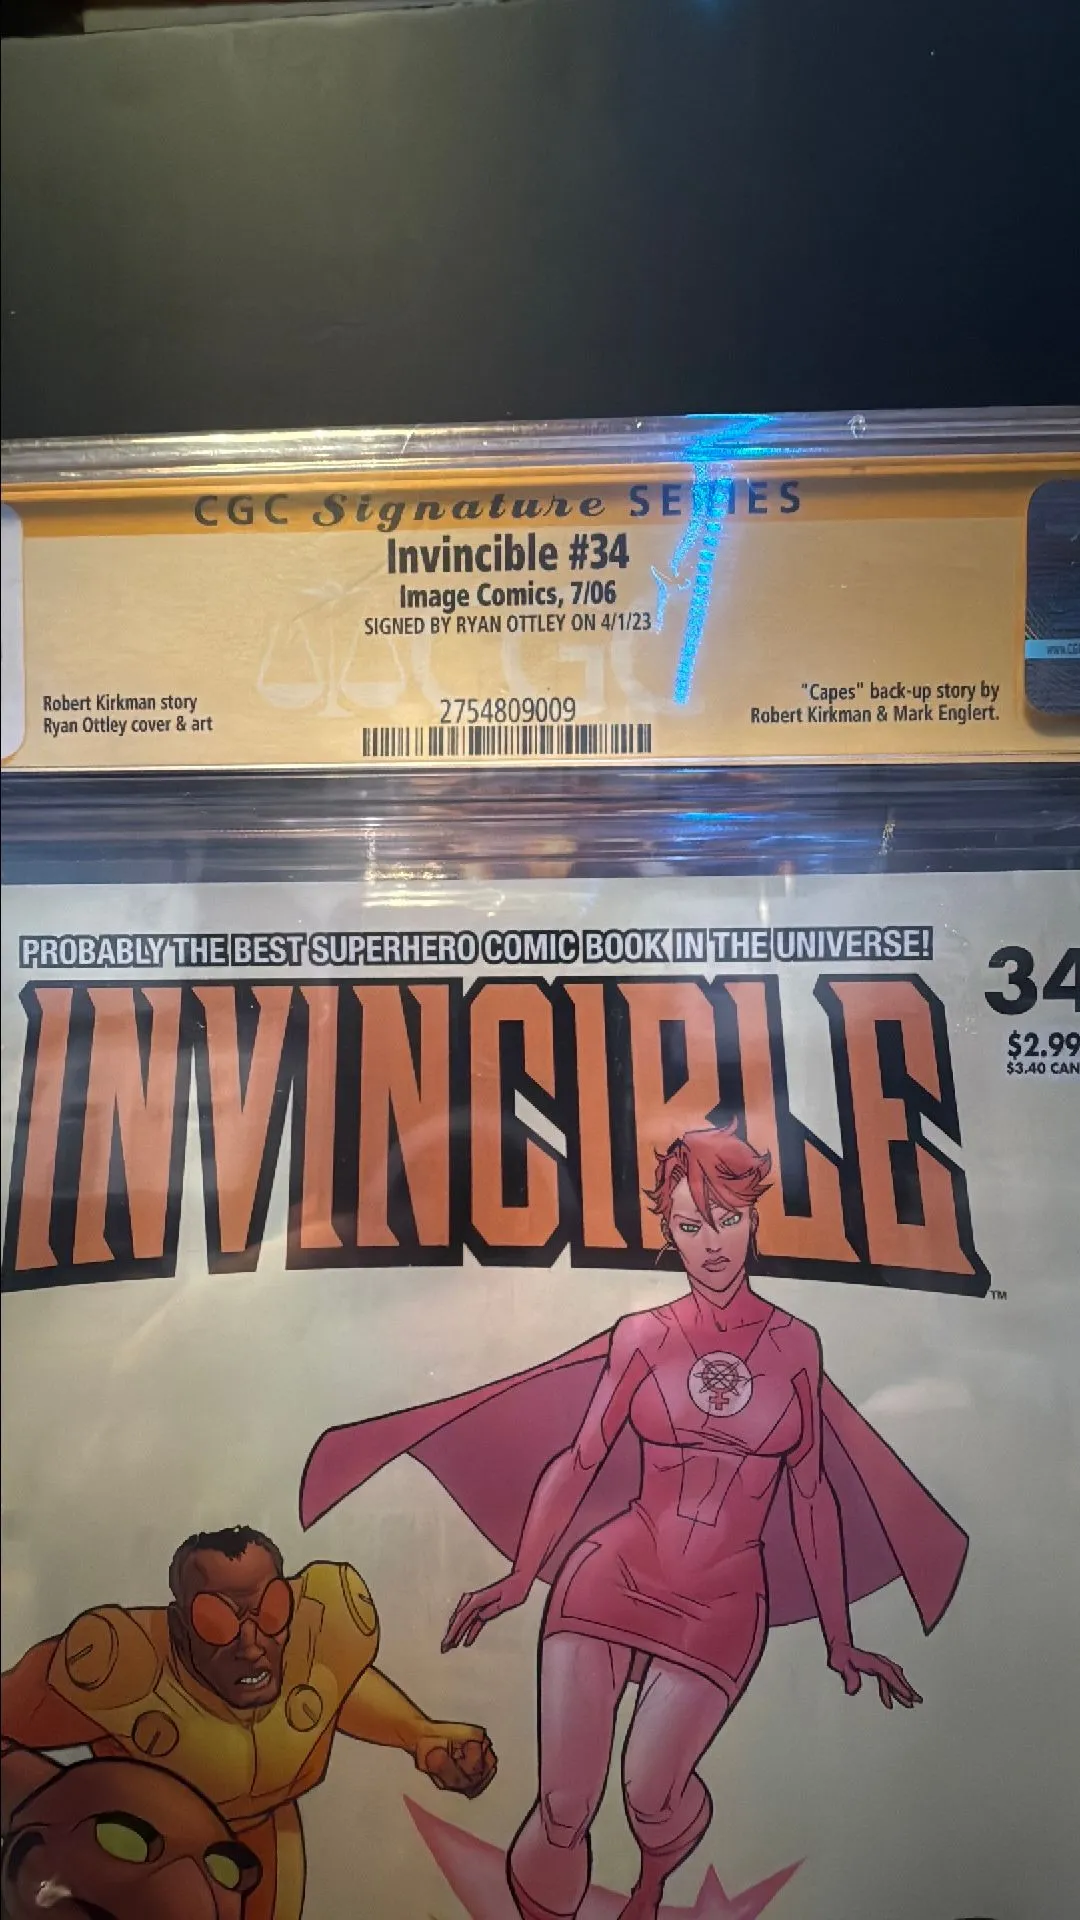 CGC Signature SERIES
Invincible #34
Image Comics, 7/06
SIGNED BY RYAN OTTLEY ON 4/1/23
Robert Kirkman story
Ryan Ottley cover & art
2754809009
"Capes" back-up story by
Robert Kirkman & Mark Englert.
CGC
PROBABLY THE BEST SUPERHERO COMIC BOOK IN THE UNIVERSE!
INVINCIBLE
TM
34
$2.99
$3.40 CAN